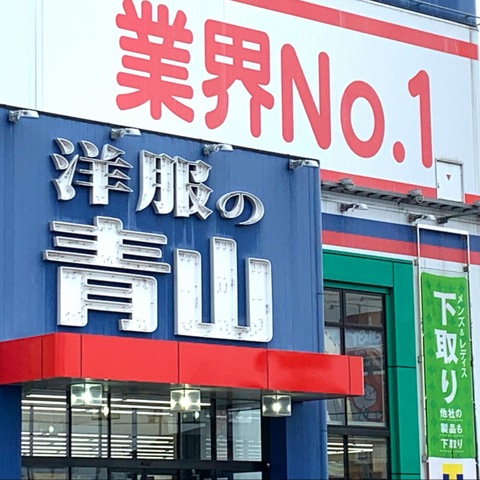 業界No.1
洋服の
青山
メンズ&レディス
下取り
他社の
製品も
下取り